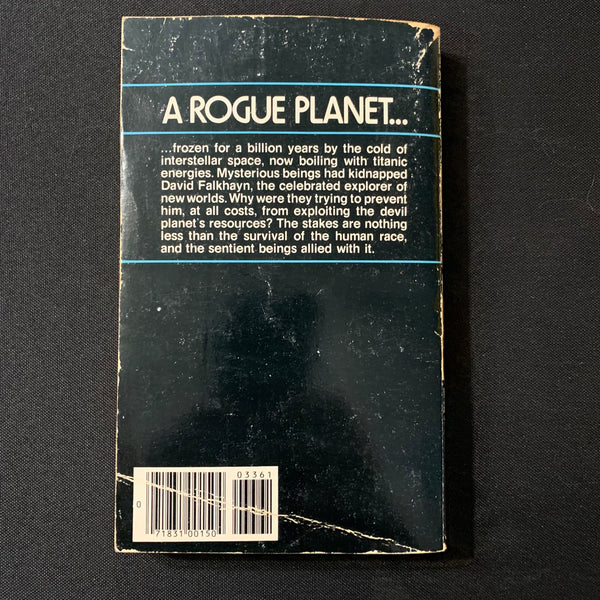 A ROGUE PLANET...
...frozen for a billion years by the cold of
interstellar space, now boiling with titanic
energies. Mysterious beings had kidnapped
David Falkhayn, the celebrated explorer of
new worlds. Why were they trying to prevent
him, at all costs, from exploiting the devil
planet's resources? The stakes are nothing
less than the survival of the human race,
and the sentient beings allied with it.
03361
0 71831 00150